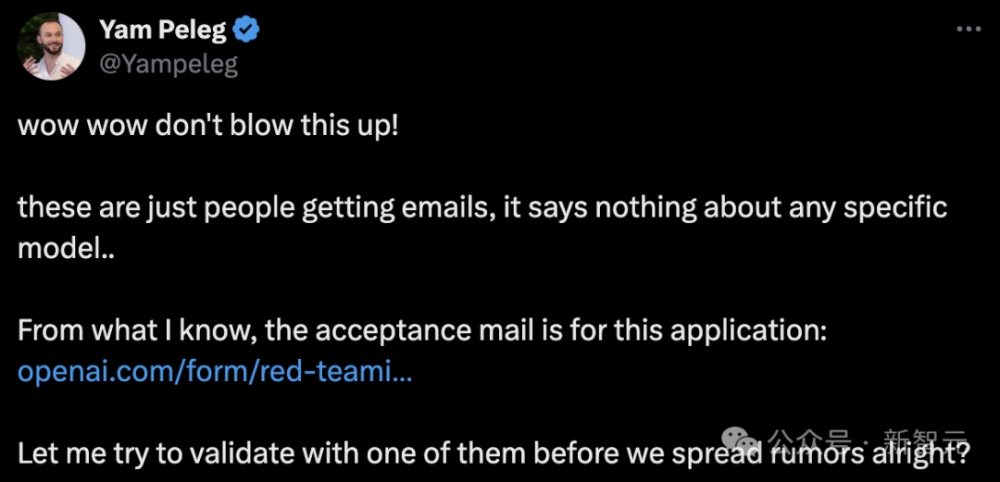 Yam Peleg
@Yampeleg
wow wow don't blow this up!
these are just people getting emails, it says nothing about any specific
model..
From what I know, the acceptance mail is for this application:
openai.com/form/red-teami...
Let me try to validate with one of them before we spread rumors alright?
公众号 · 新智元